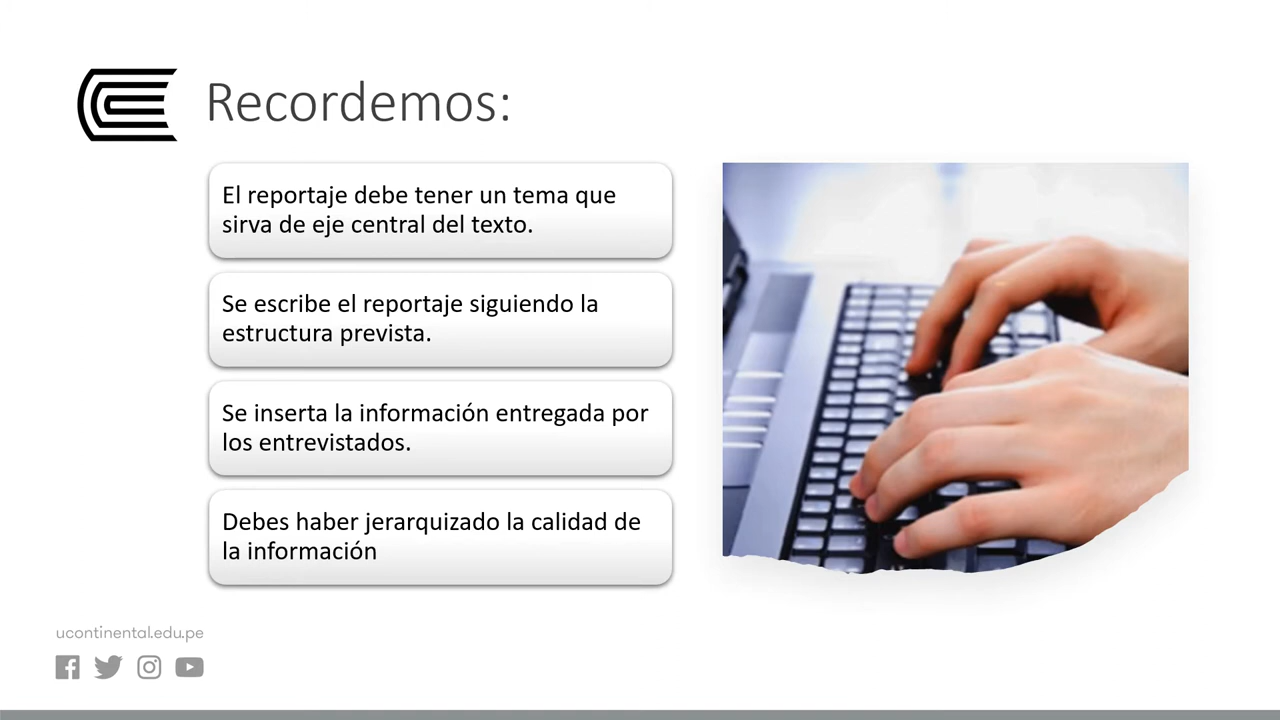 Recordemos:
El reportaje debe tener un tema que
sirva de eje central del texto.
Se escribe el reportaje siguiendo la
estructura prevista.
Se inserta la información entregada por
los entrevistados.
Debes haber jerarquizado la calidad de
la información
ucontinental.edu.pe